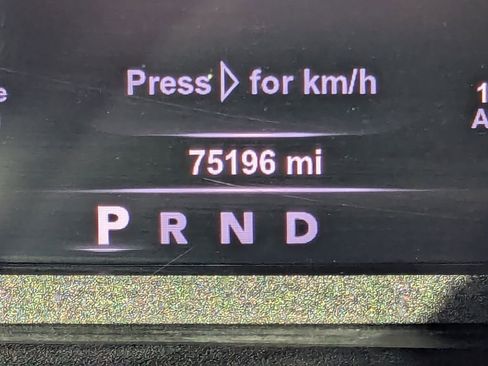 Press ▷ for km/h
75196 mi
P R N D